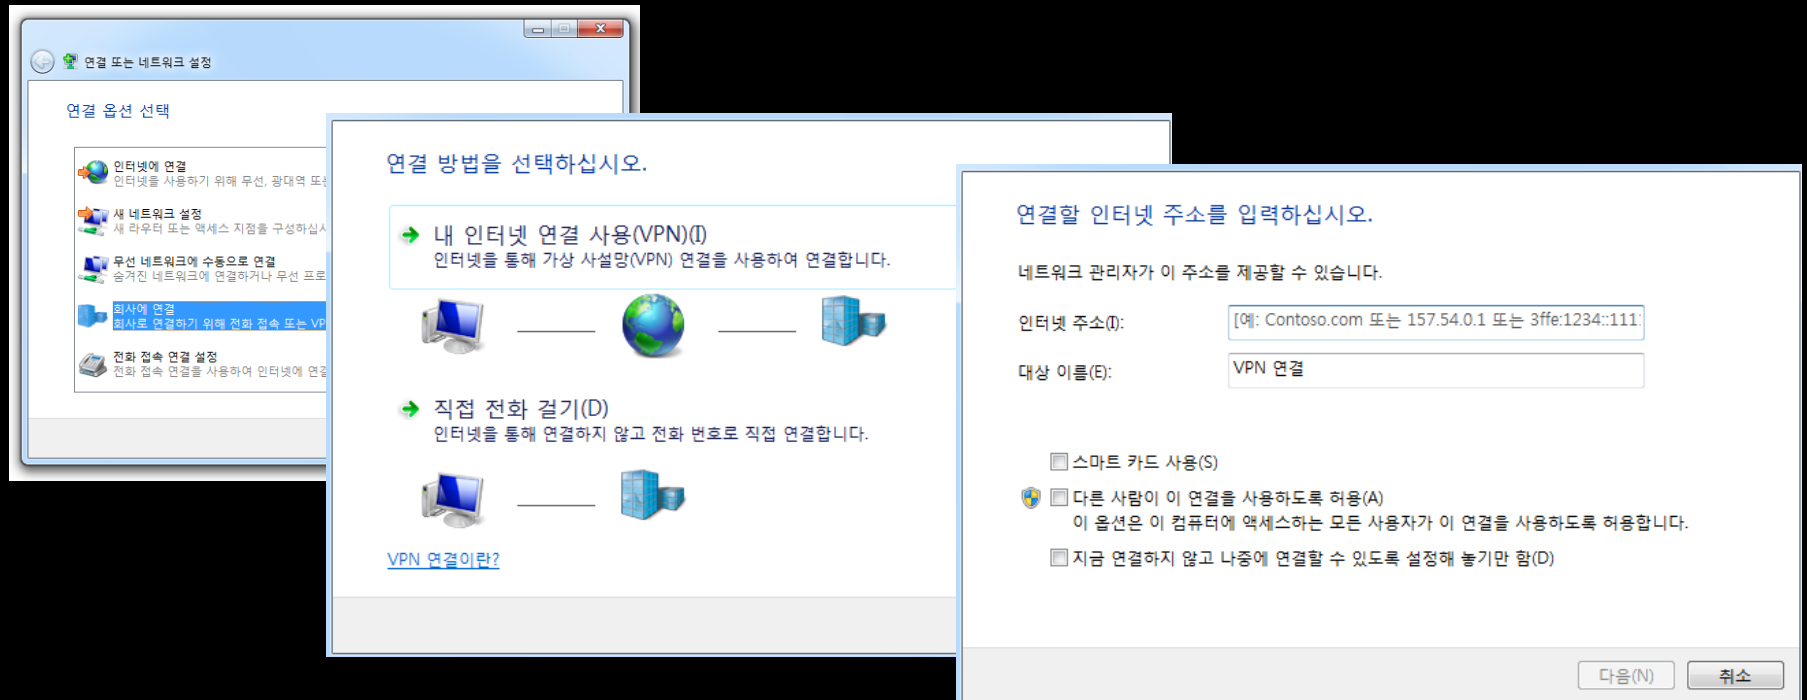 연결 또는 네트워크 설정
연결 옵션 선택
인터넷에 연결
인터넷을 사용하기 위해 무선, 광대역 또는
새 네트워크 설정
새 라우터 또는 액세스 지점을 구성하십시
무선 네트워크에 수동으로 연결
숨겨진 네트워크에 연결하거나 무선 프로
회사에 연결
회사로 연결하기 위해 전화 접속 또는 VP
전화 접속 연결 설정
전화 접속 연결을 사용하여 인터넷에 연결
연결 방법을 선택하십시오.
내 인터넷 연결 사용(VPN)(I)
인터넷을 통해 가상 사설망(VPN) 연결을 사용하여 연결합니다.
직접 전화 걸기(D)
인터넷을 통해 연결하지 않고 전화 번호로 직접 연결합니다.
VPN 연결이란?
연결할 인터넷 주소를 입력하십시오.
네트워크 관리자가 이 주소를 제공할 수 있습니다.
인터넷 주소(I):
[예: Contoso.com 또는 157.54.0.1 또는 3ffe:1234::111:
대상 이름(E):
VPN 연결
스마트 카드 사용(S)
다른 사람이 이 연결을 사용하도록 허용(A)
이 옵션은 이 컴퓨터에 액세스하는 모든 사용자가 이 연결을 사용하도록 허용합니다.
지금 연결하지 않고 나중에 연결할 수 있도록 설정해 놓기만 함(D)
다음(N)
취소